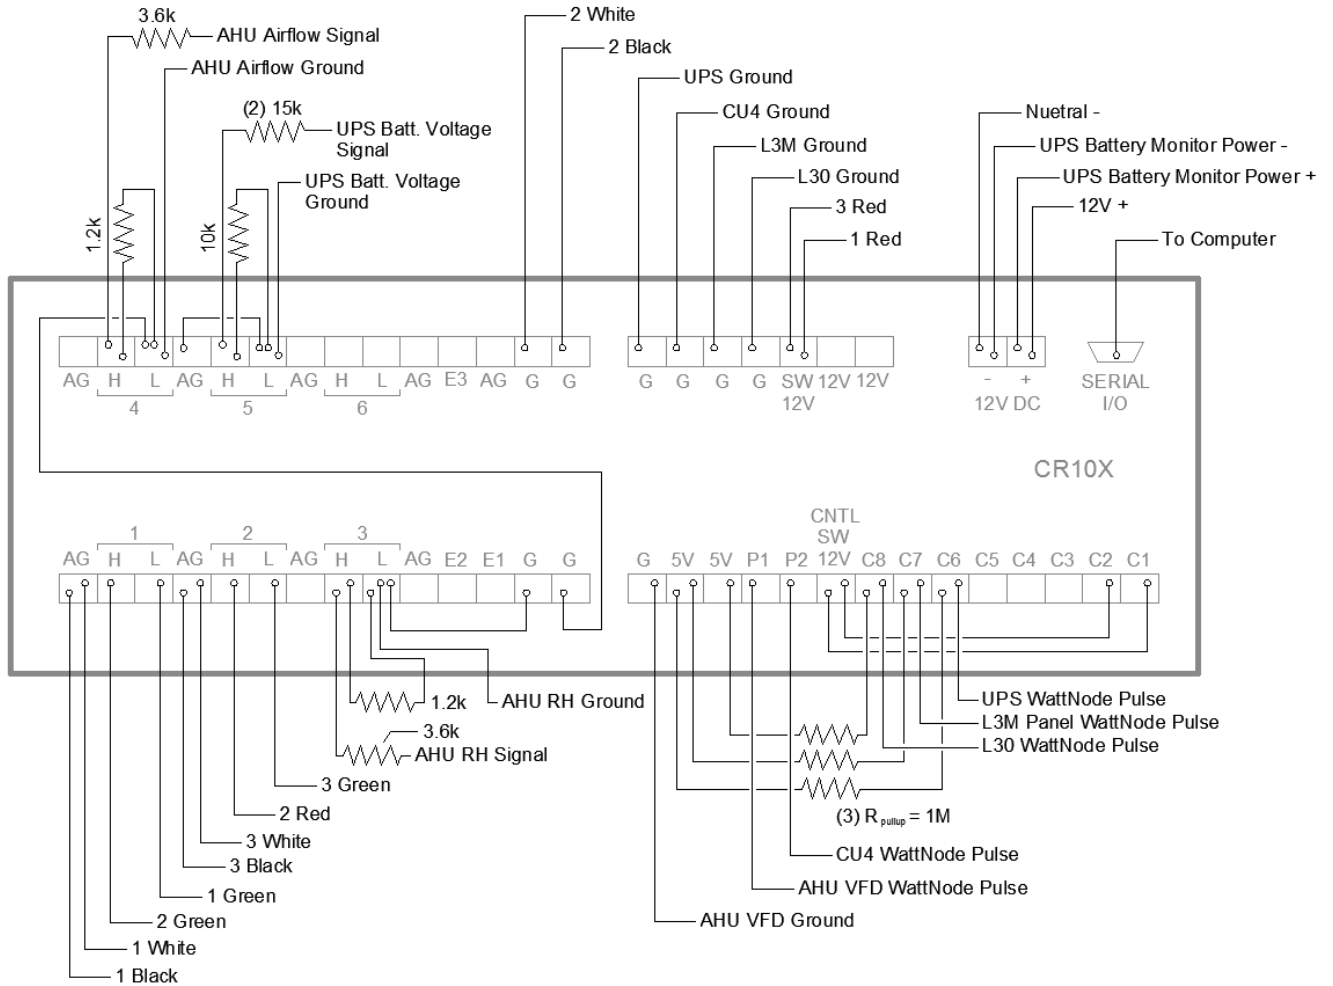 3.6k
AHU Airflow Signal
AHU Airflow Ground
(2) 15k
UPS Batt. Voltage
Signal
UPS Batt. Voltage
Ground
1.2k
10k
2 White
2 Black
UPS Ground
CU4 Ground
L3M Ground
L30 Ground
3 Red
1 Red
Nuetral -
UPS Battery Monitor Power -
UPS Battery Monitor Power +
12V +
To Computer
AG H L AG H L AG H L AG E3 AG G G
4 5 6
G G G G SW 12V 12V
12V
- +
12V DC
SERIAL
I/O
CR10X
1 2 3
AG H L AG H L AG H L AG E2 E1 G G
CNTL
SW
G 5V 5V P1 P2 12V C8 C7 C6 C5 C4 C3 C2 C1
1.2k
AHU RH Ground
3.6k
AHU RH Signal
3 Green
2 Red
3 White
3 Black
1 Green
2 Green
1 White
1 Black
UPS WattNode Pulse
L3M Panel WattNode Pulse
L30 WattNode Pulse
(3) R pullup = 1M
CU4 WattNode Pulse
AHU VFD WattNode Pulse
AHU VFD Ground